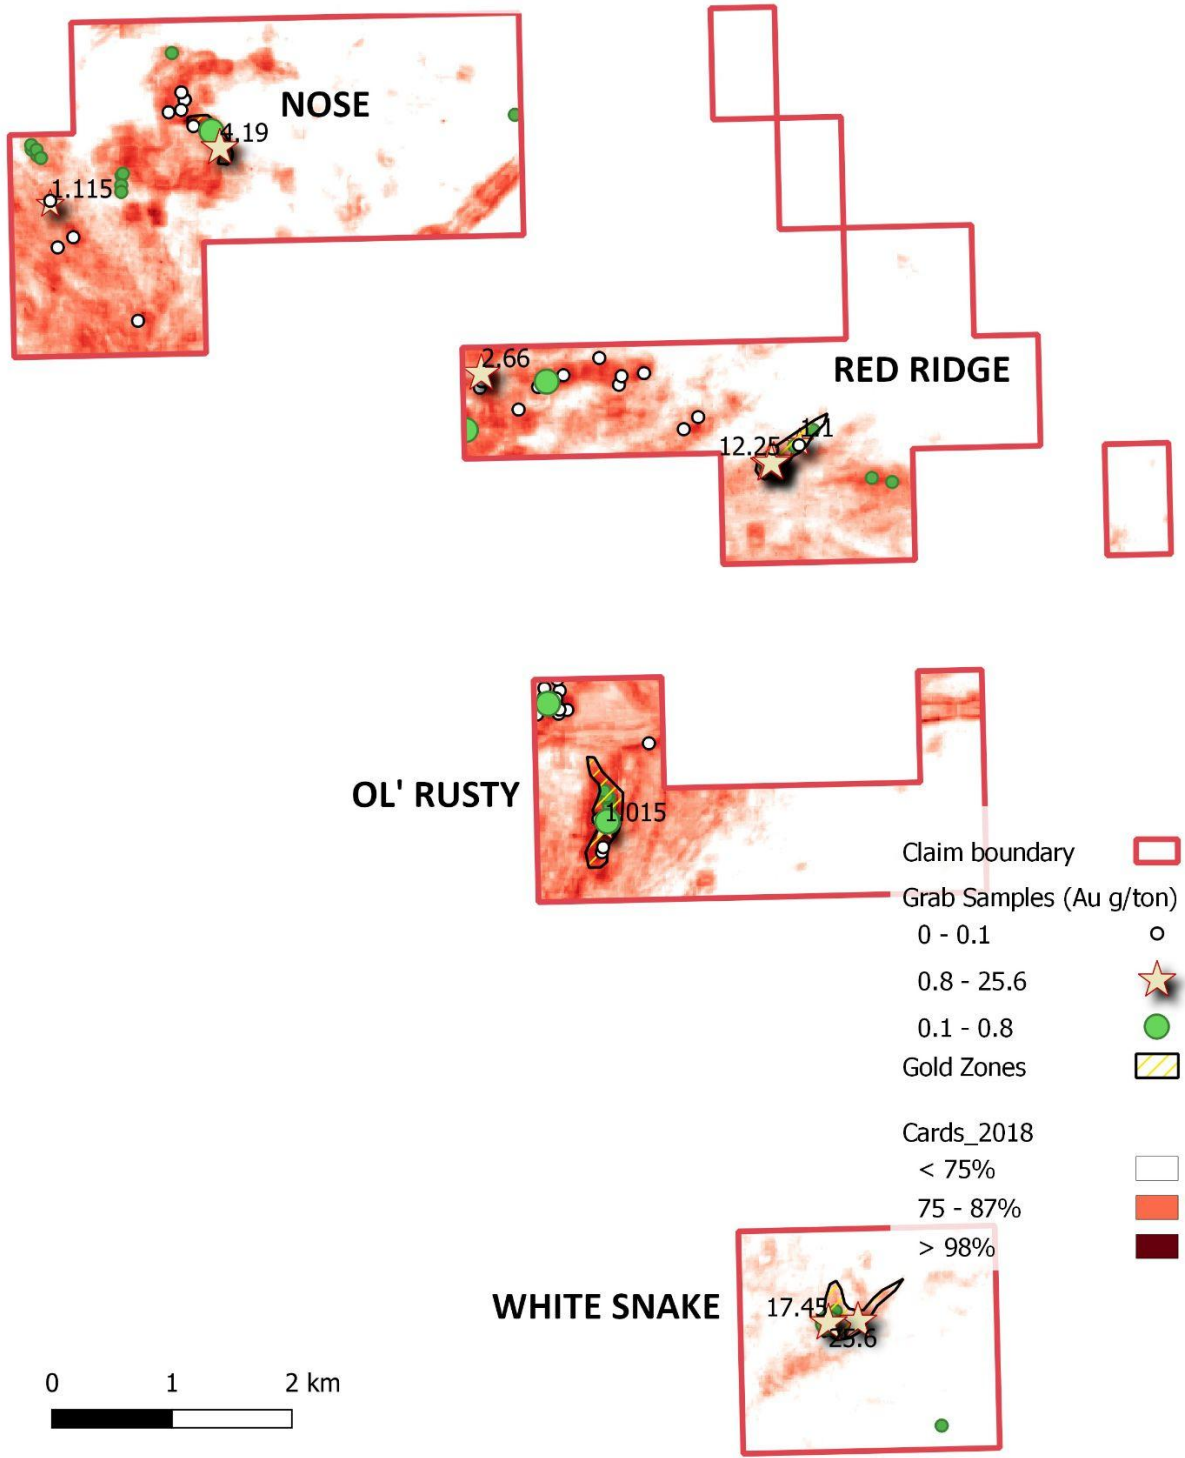 NOSE
4.19
1.115
2.66
RED RIDGE
1.1
12.25
OL' RUSTY
1.015
Claim boundary
Grab Samples (Au g/ton)
0 - 0.1
0.8 - 25.6
0.1 - 0.8
Gold Zones
Cards_2018
< 75%
75 - 87%
> 98%
WHITE SNAKE
17.45
25.6
0 1 2 km